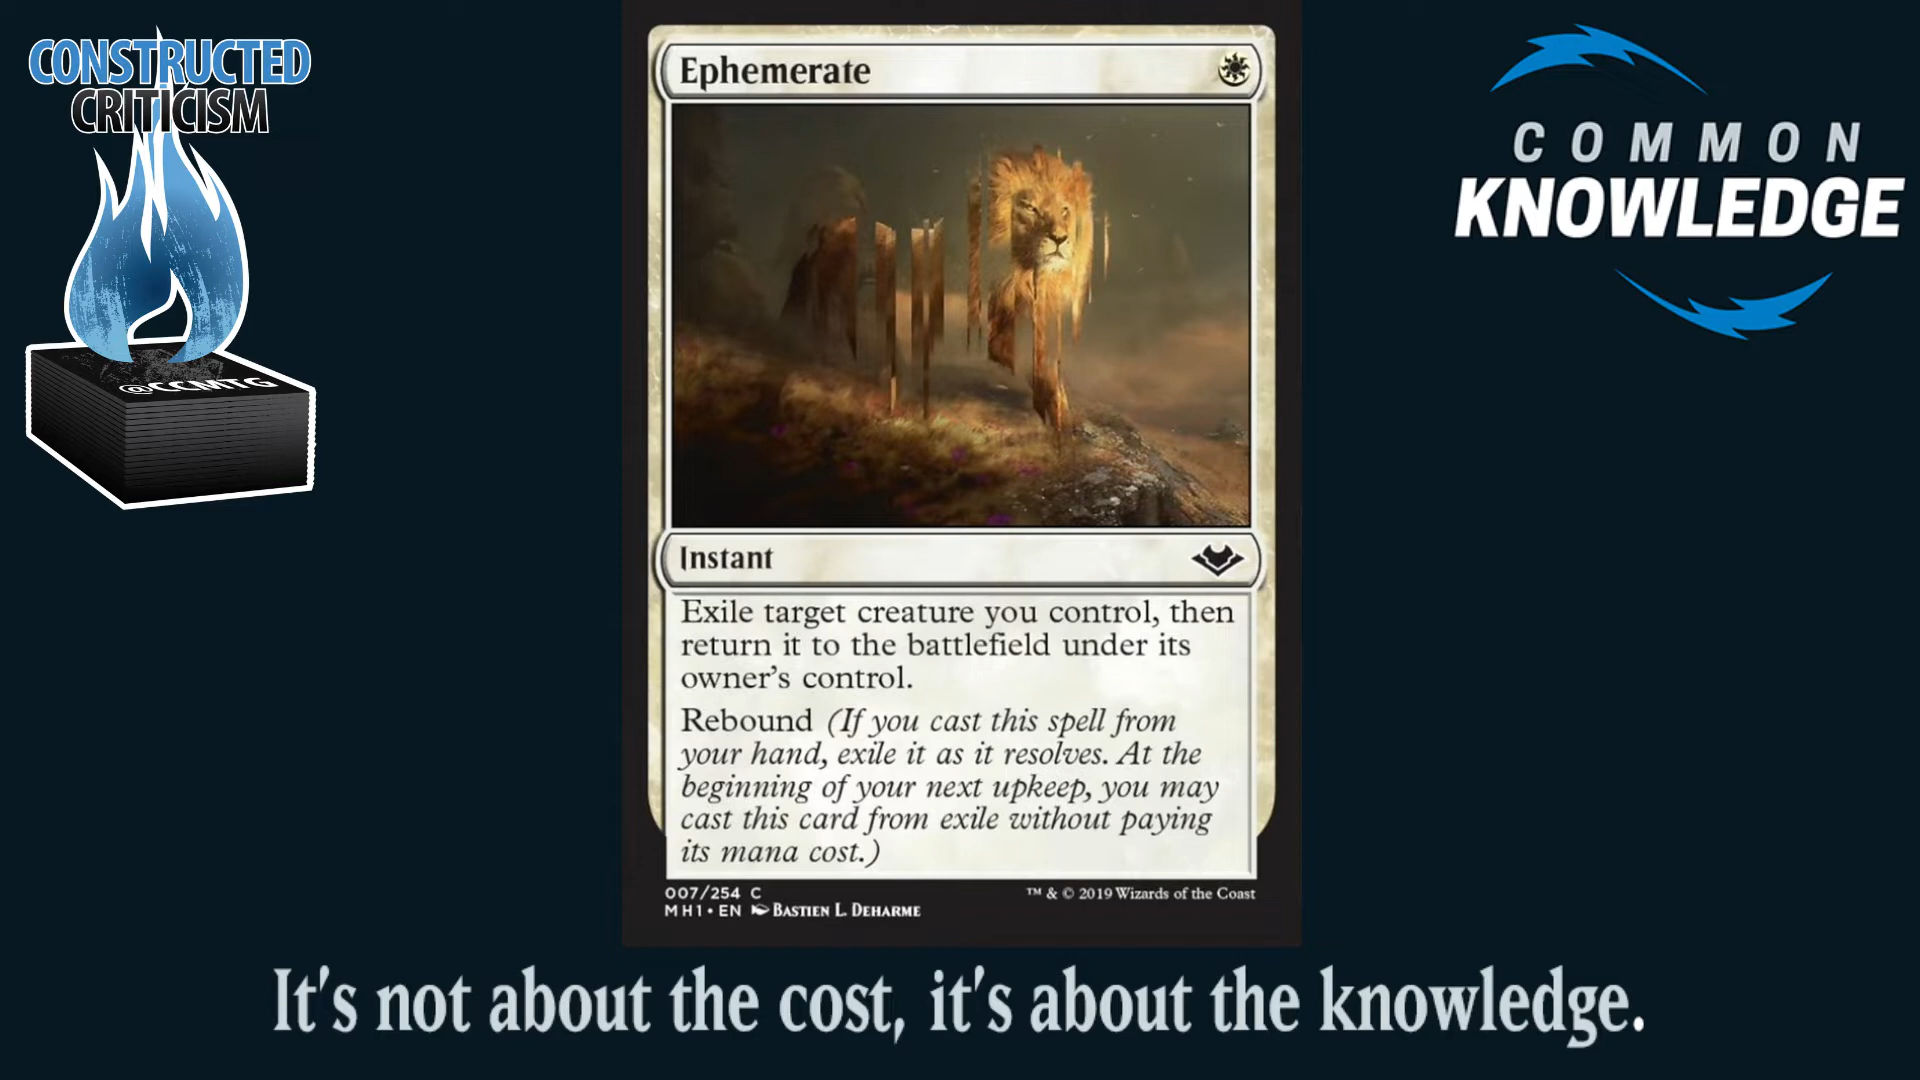 CONSTRUCTED
CRITICISM
@CCMTG
Ephemerate
Instant
Exile target creature you control, then
return it to the battlefield under its
owner's control.
Rebound (If you cast this spell from
your hand, exile it as it resolves. At the
beginning of your next upkeep, you may
cast this card from exile without paying
its mana cost.)
007/254 C
MH1 • EN BASTIEN L. DEHARME
™ & © 2019 Wizards of the Coast
COMMON
KNOWLEDGE
It's not about the cost, it's about the knowledge.